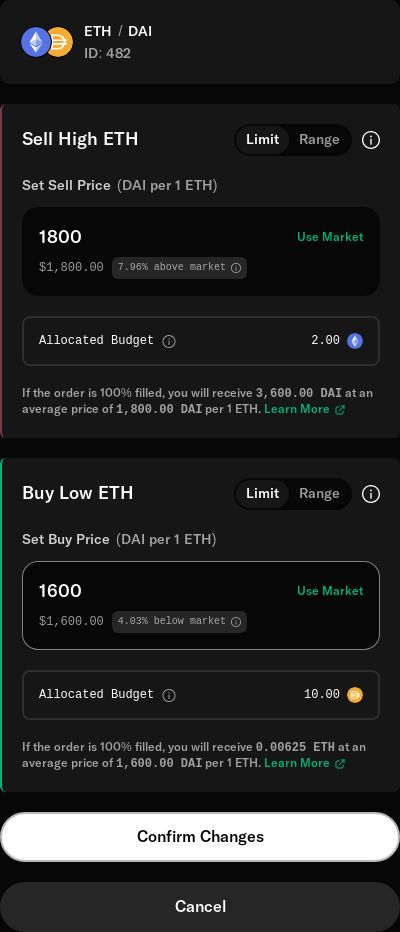 ETH / DAI
ID: 482
Sell High ETH
Limit Range
Set Sell Price (DAI per 1 ETH)
1800 Use Market
$1,800.00 7.96% above market
Allocated Budget 2.00
If the order is 100% filled, you will receive 3,600.00 DAI at an
average price of 1,800.00 DAI per 1 ETH. Learn More
Buy Low ETH
Limit Range
Set Buy Price (DAI per 1 ETH)
1600 Use Market
$1,600.00 4.03% below market
Allocated Budget 10.00
If the order is 100% filled, you will receive 0.00625 ETH at an
average price of 1,600.00 DAI per 1 ETH. Learn More
Confirm Changes
Cancel